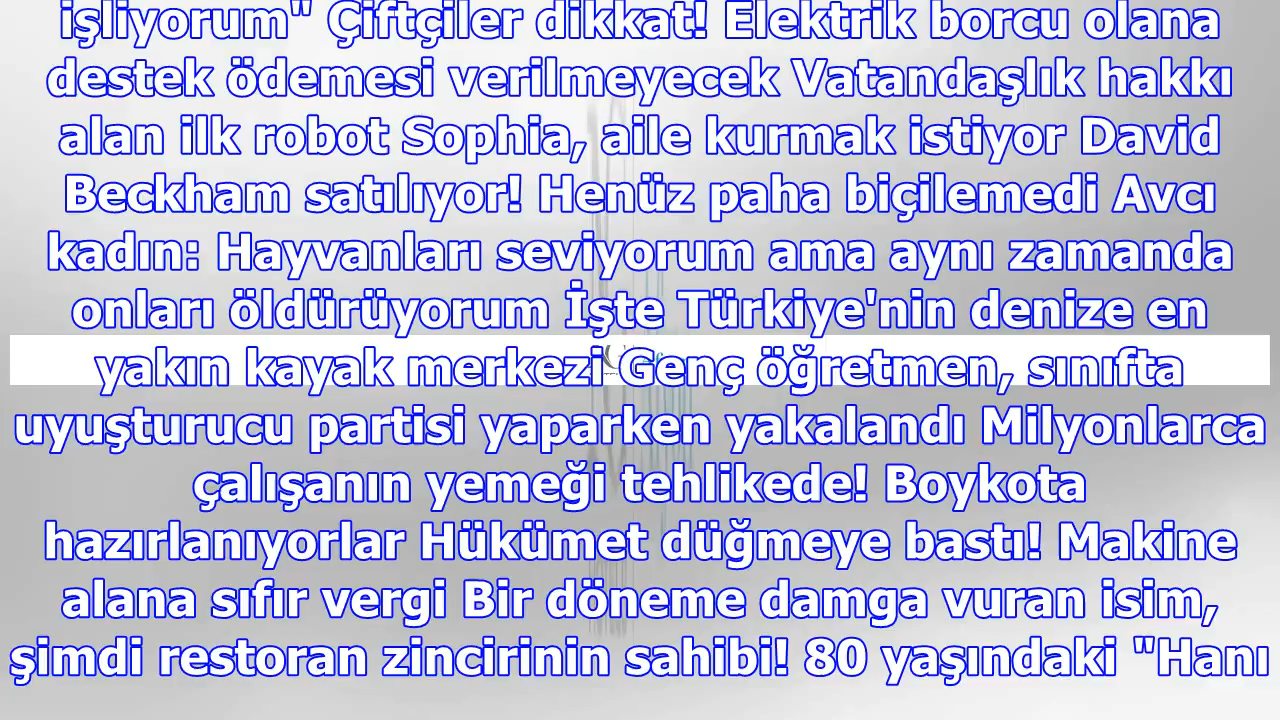 işliyorum" Çiftçiler dikkat! Elektrik borcu olana
destek ödemesi verilmeyecek Vatandaşlık hakkı
alan ilk robot Sophia, aile kurmak istiyor David
Beckham satılıyor! Henüz paha biçilemedi Avcı
kadın: Hayvanları seviyorum ama aynı zamanda
onları öldürüyorum İşte Türkiye'nin denize en
yakın kayak merkezi Genç öğretmen, sınıfta
uyuşturucu partisi yaparken yakalandı Milyonlarca
çalışanın yemeği tehlikede! Boykota
hazırlanıyorlar Hükümet düğmeye bastı! Makine
alana sıfır vergi Bir döneme damga vuran isim,
şimdi restoran zincirinin sahibi! 80 yaşındaki "Hanı